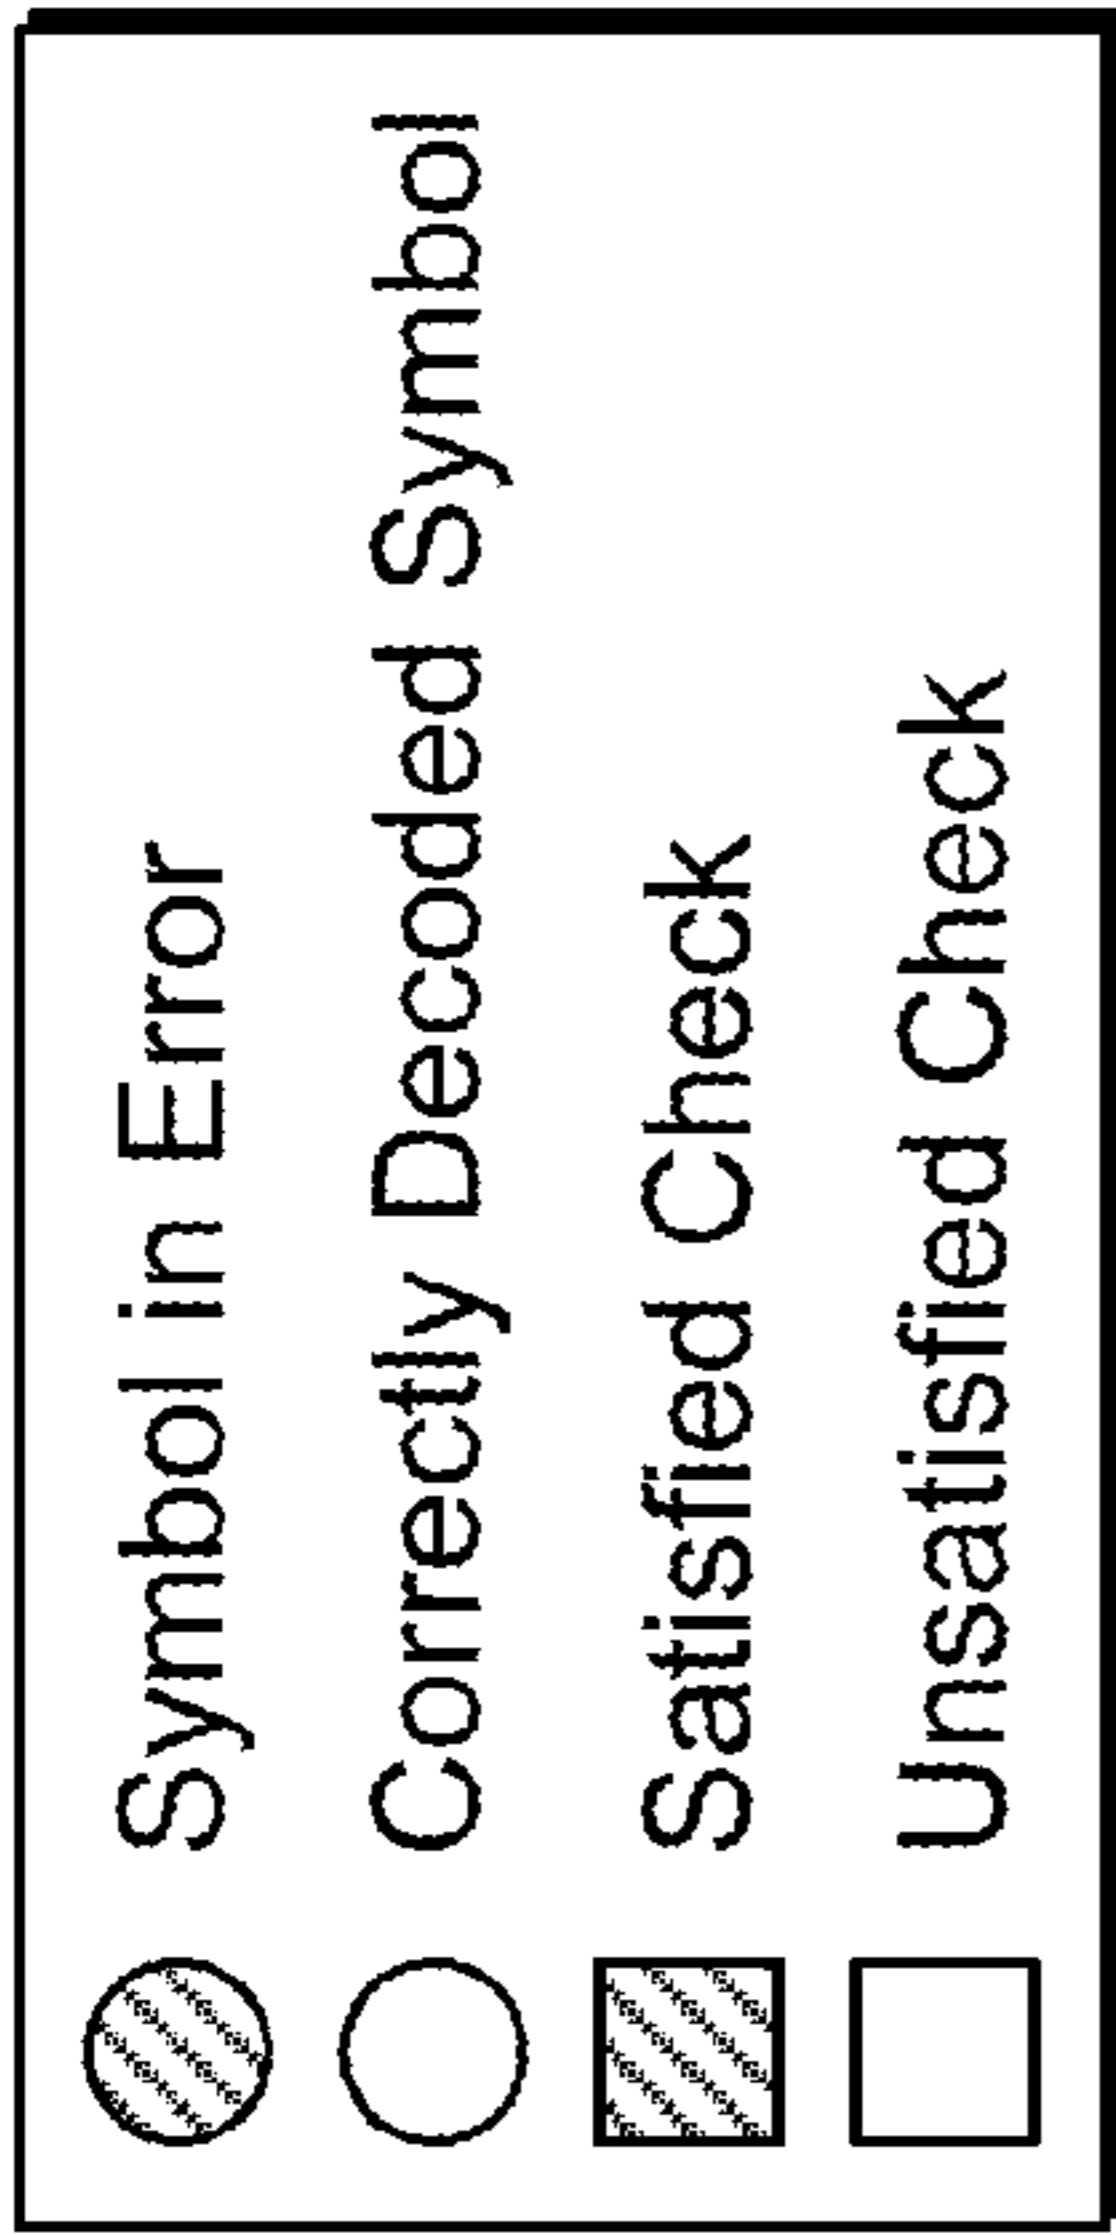 Symbol in Error
Correctly Decoded Symbol
Satisfied Check
Unsatisfied Check